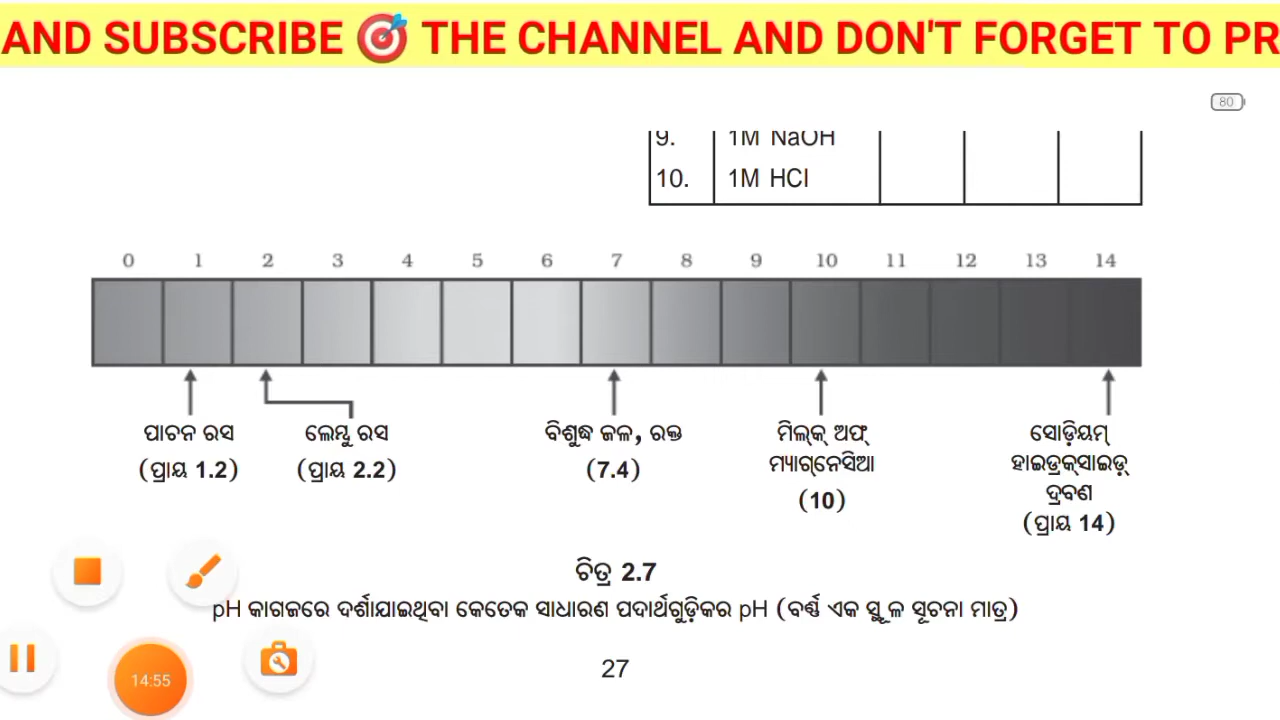 AND SUBSCRIBE 🎯 THE CHANNEL AND DON'T FORGET TO PR
80
9. 1M NaOH
10. 1M HCl
0 1 2 3 4 5 6 7 8 9 10 11 12 13 14
ପାଚନ ରସ
(ପ୍ରାୟ 1.2)
ଲେମ୍ବୁ ରସ
(ପ୍ରାୟ 2.2)
ବିଶୁଦ୍ଧ ଜଳ, ରକ୍ତ
(7.4)
ମିଲ୍‌କ୍ ଅଫ୍
ମ୍ୟାଗ୍‌ନେସିଆ
(10)
ସୋଡ଼ିୟମ୍
ହାଇଡ୍ରକ୍‌ସାଇଡ଼୍
ଦ୍ରବଣ
(ପ୍ରାୟ 14)
ଚିତ୍ର 2.7
pH କାଗଜରେ ଦର୍ଶାଯାଇଥିବା କେତେକ ସାଧାରଣ ପଦାର୍ଥଗୁଡ଼ିକର pH (ବର୍ଣ୍ଣ ଏକ ସ୍ଥୂଳ ସୂଚନା ମାତ୍ର)
27
14:55